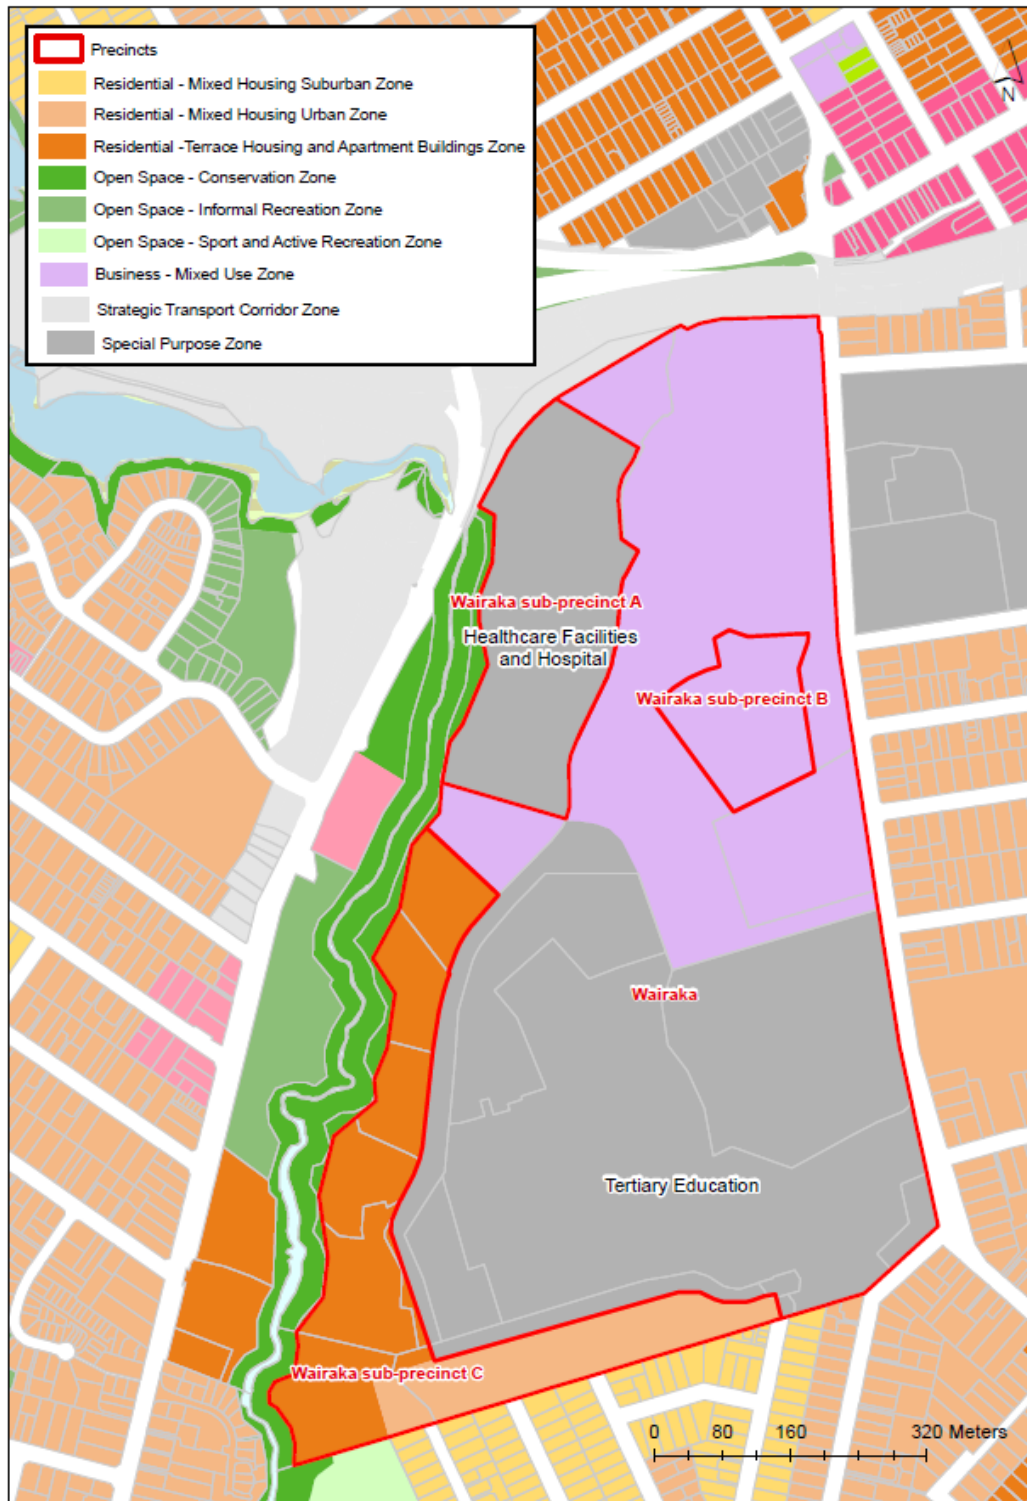 Precincts
Residential - Mixed Housing Suburban Zone
Residential - Mixed Housing Urban Zone
Residential -Terrace Housing and Apartment Buildings Zone
Open Space - Conservation Zone
Open Space - Informal Recreation Zone
Open Space - Sport and Active Recreation Zone
Business - Mixed Use Zone
Strategic Transport Corridor Zone
Special Purpose Zone
N
Wairaka sub-precinct A
Healthcare Facilities
and Hospital
Wairaka sub-precinct B
Wairaka
Tertiary Education
Wairaka sub-precinct C
0 80 160 320 Meters